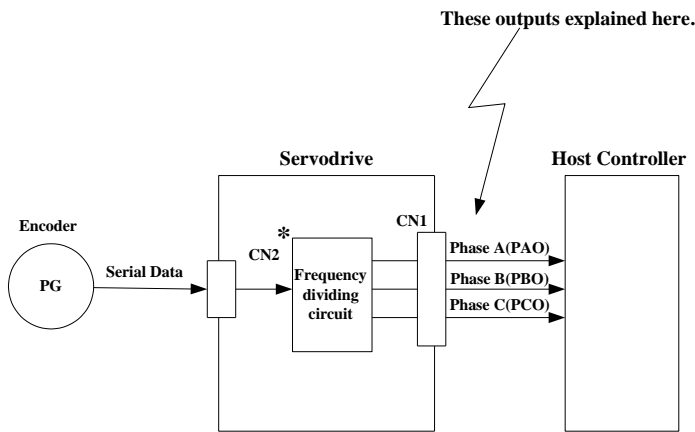 These outputs explained here.
Servodrive
Host Controller
Encoder
PG
Serial Data
CN2
*
Frequency
dividing
circuit
CN1
Phase A(PAO)
Phase B(PBO)
Phase C(PCO)